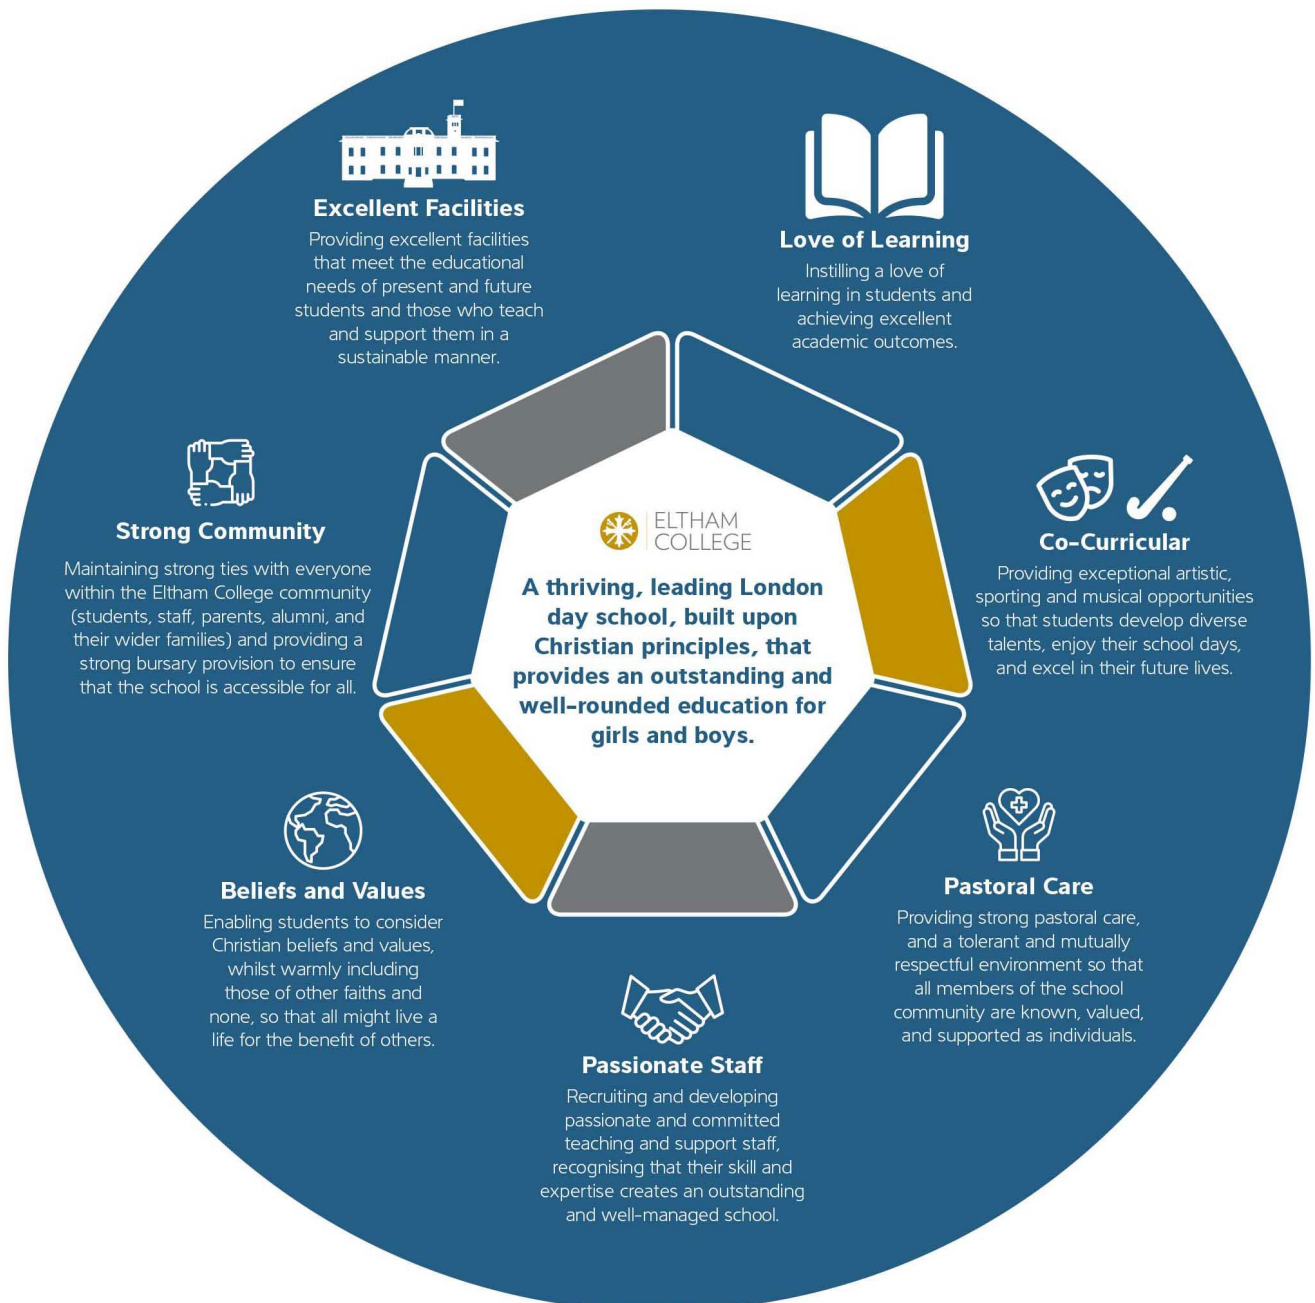 Excellent Facilities
Providing excellent facilities
that meet the educational
needs of present and future
students and those who teach
and support them in a
sustainable manner.
Love of Learning
Instilling a love of
learning in students and
achieving excellent
academic outcomes.
Strong Community
Maintaining strong ties with everyone
within the Eltham College community
(students, staff, parents, alumni, and
their wider families) and providing a
strong bursary provision to ensure
that the school is accessible for all.
ELTHAM
COLLEGE
A thriving, leading London
day school, built upon
Christian principles, that
provides an outstanding and
well-rounded education for
girls and boys.
Co-Curricular
Providing exceptional artistic,
sporting and musical opportunities
so that students develop diverse
talents, enjoy their school days,
and excel in their future lives.
Beliefs and Values
Enabling students to consider
Christian beliefs and values,
whilst warmly including
those of other faiths and
none, so that all might live a
life for the benefit of others.
Pastoral Care
Providing strong pastoral care,
and a tolerant and mutually
respectful environment so that
all members of the school
community are known, valued,
and supported as individuals.
Passionate Staff
Recruiting and developing
passionate and committed
teaching and support staff,
recognising that their skill and
expertise creates an outstanding
and well-managed school.